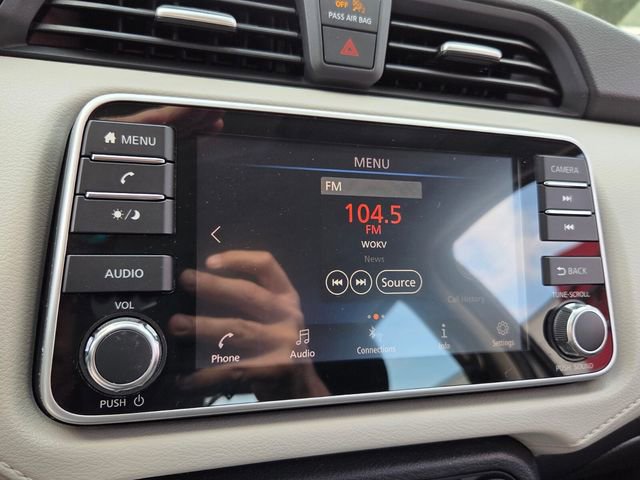 OFF
PASS AIR BAG
MENU
CAMERA
MENU
FM
104.5
FM
WOKV
News
BACK
AUDIO
Source
Call History
TUNE·SCROLL
VOL
Phone
Audio
Connections
Info
Settings
PUSH
PUSH SOUND